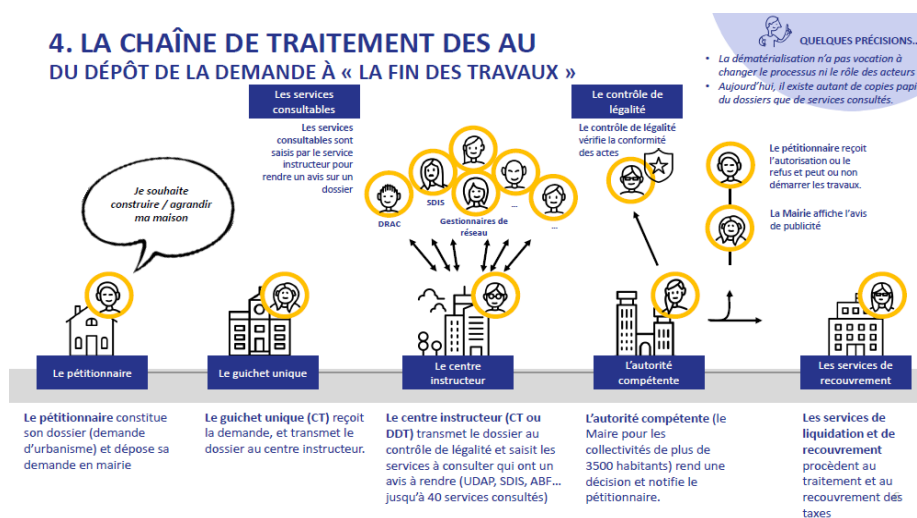 4. LA CHAÎNE DE TRAITEMENT DES AU
DU DÉPÔT DE LA DEMANDE À « LA FIN DES TRAVAUX »
QUELQUES PRÉCISIONS...
• La dématérialisation n'a pas vocation à
changer le processus ni le rôle des acteurs
• Aujourd'hui, il existe autant de copies papi
du dossiers que de services consultés.
Les services
consultables
Les services
consultables sont
saisis par le service
instructeur pour
rendre un avis sur un
dossier
DRAC
SDIS
Gestionnaires de
réseau
...
...
Le contrôle de
légalité
Le contrôle de légalité
vérifie la conformité
des actes
Le pétitionnaire reçoit
l'autorisation ou le
refus et peut ou non
démarrer les travaux.
La Mairie affiche l'avis
de publicité
Je souhaite
construire / agrandir
ma maison
Le pétitionnaire
Le guichet unique
Le centre
instructeur
L'autorité
compétente
Les services de
recouvrement
Le pétitionnaire constitue
son dossier (demande
d'urbanisme) et dépose sa
demande en mairie
Le guichet unique (CT) reçoit
la demande, et transmet le
dossier au centre instructeur.
Le centre instructeur (CT ou
DDT) transmet le dossier au
contrôle de légalité et saisit les
services à consulter qui ont un
avis à rendre (UDAP, SDIS, ABF...
jusqu'à 40 services consultés)
L'autorité compétente (le
Maire pour les
collectivités de plus de
3500 habitants) rend une
décision et notifie le
pétitionnaire.
Les services de
liquidation et de
recouvrement
procèdent au
traitement et au
recouvrement des
taxes